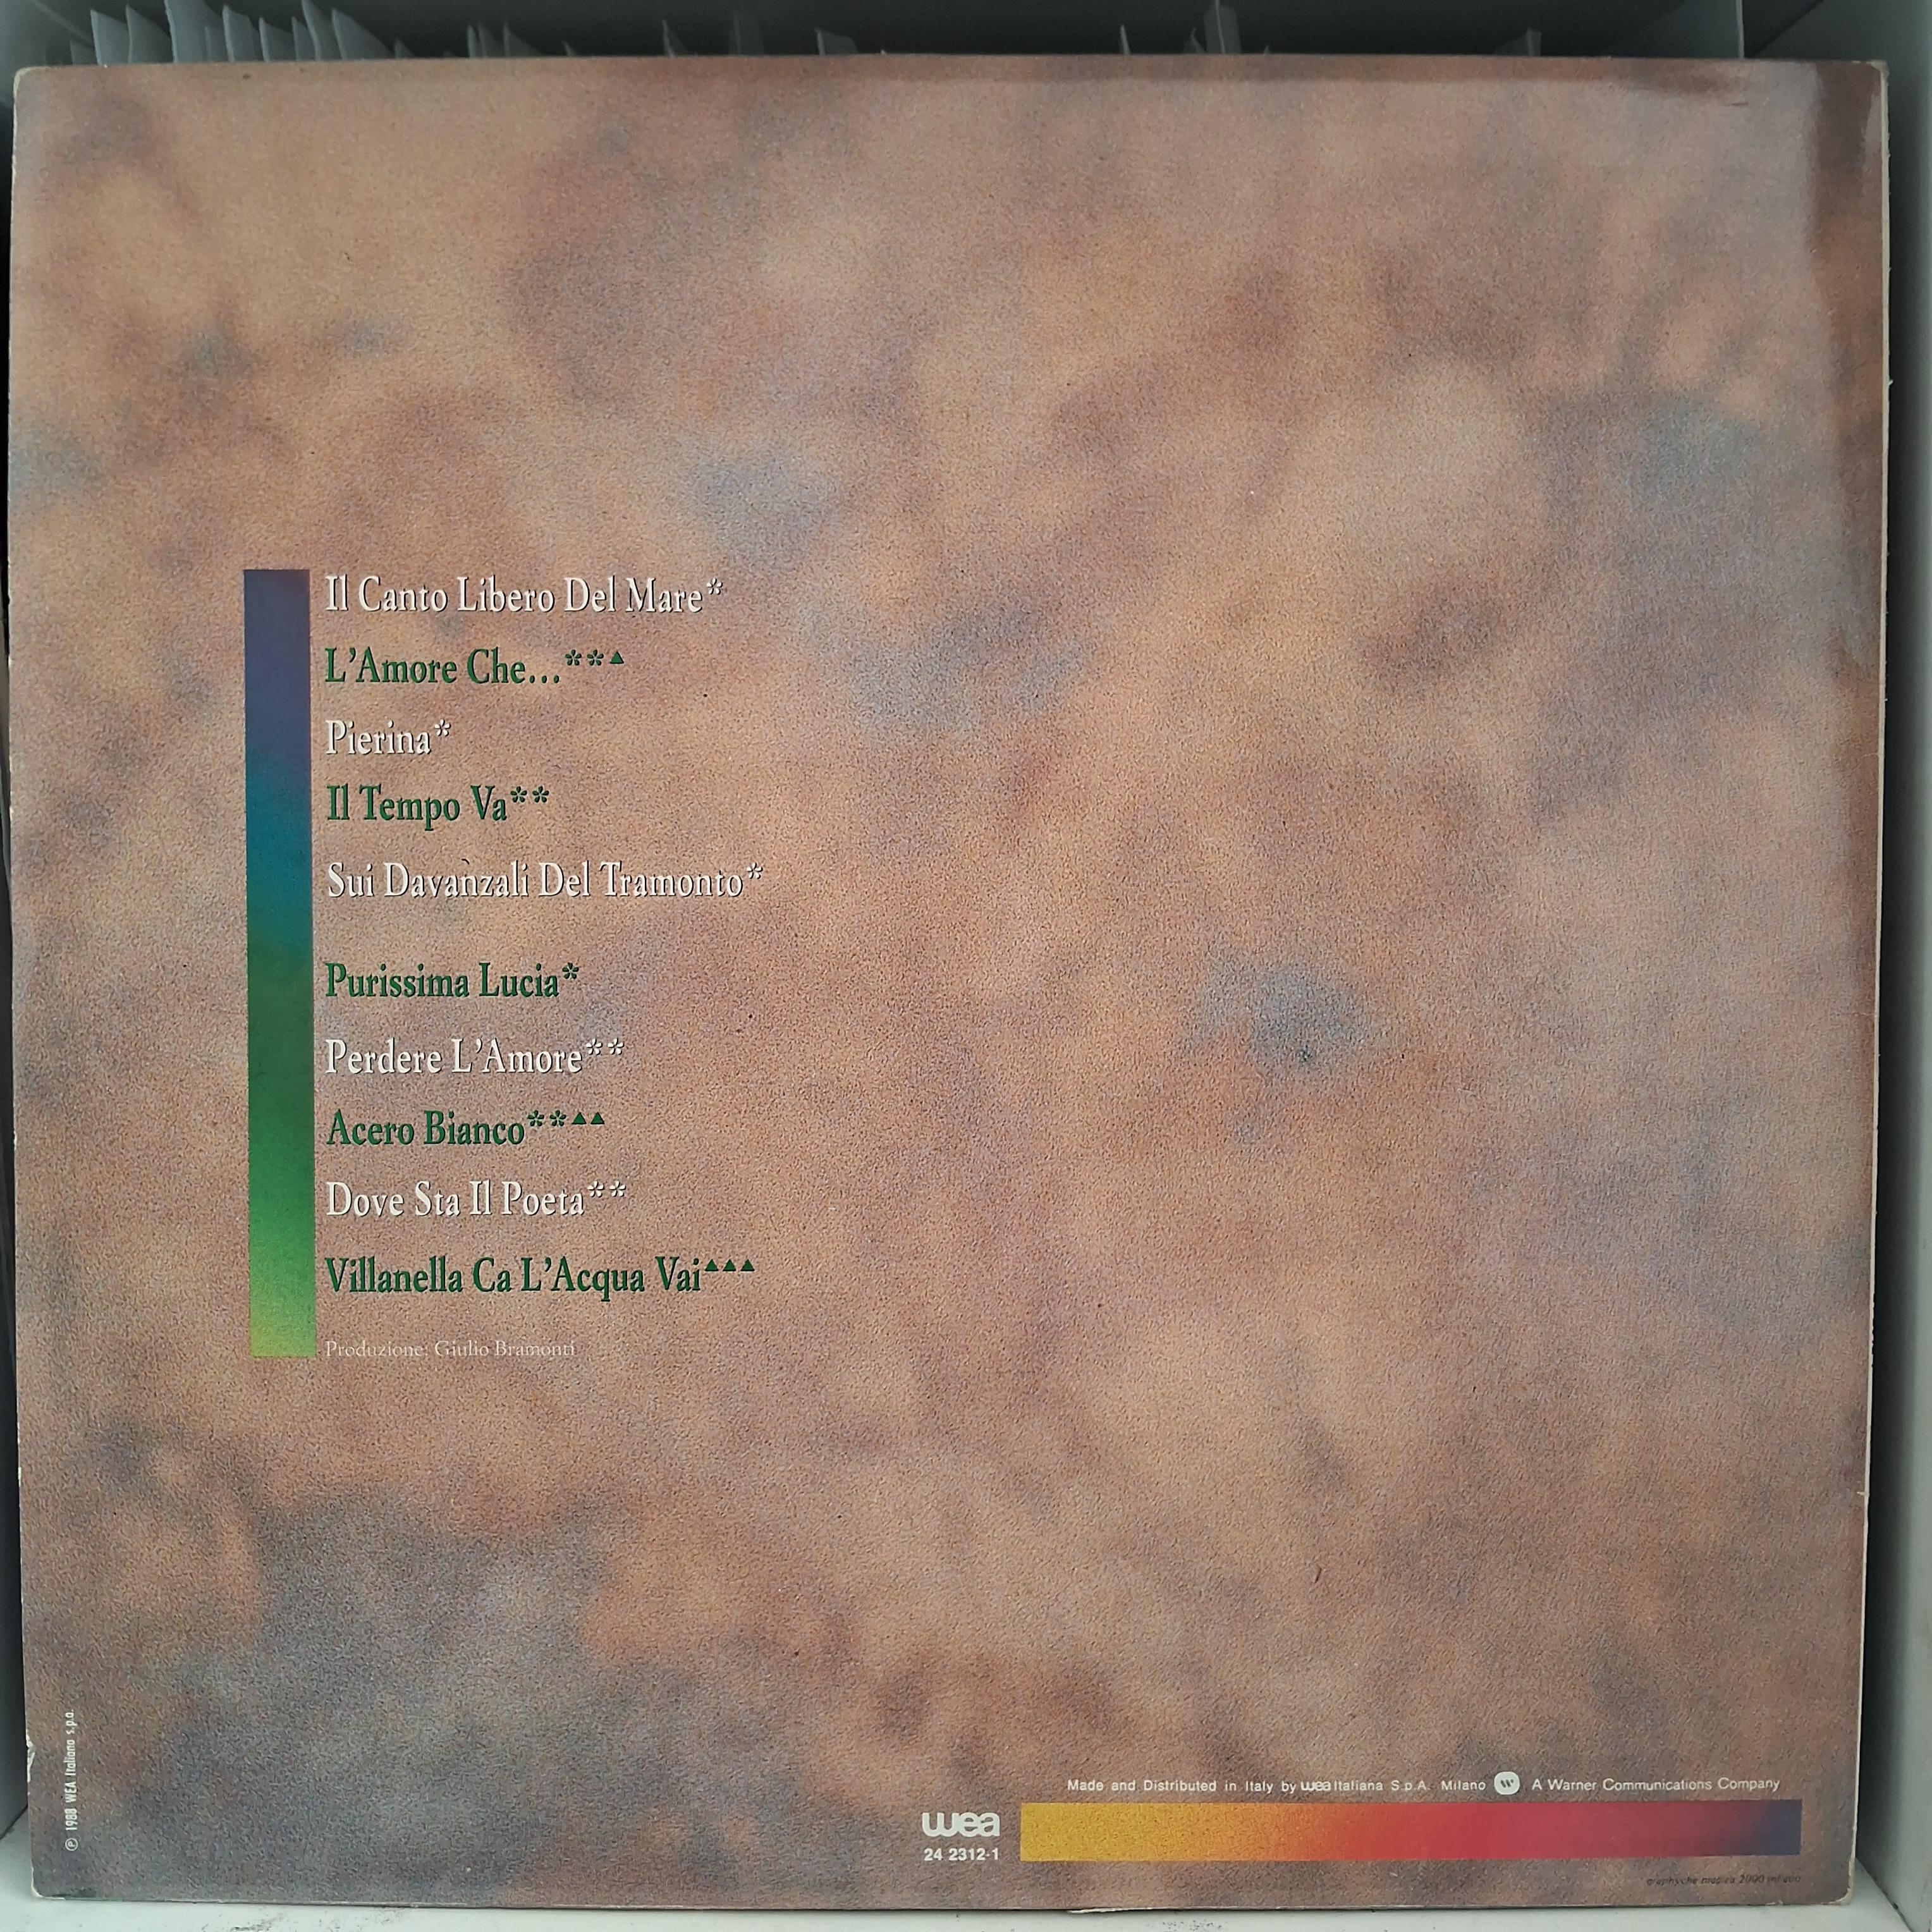 Il Canto Libero Del Mare*
L'Amore Che...**▲
Pierina*
Il Tempo Va**
Sui Davanzali Del Tramonto*
Purissima Lucia*
Perdere L'Amore**
Acero Bianco**▲▲
Dove Sta Il Poeta**
Villanella Ca L'Acqua Vai▲▲▲
Produzione: Giulio Bramonti
℗ 1988 WEA Italiana s.p.a.
Made and Distributed in Italy by wea Italiana S.p.A. Milano A Warner Communications Company
wea
24 2312-1
2000